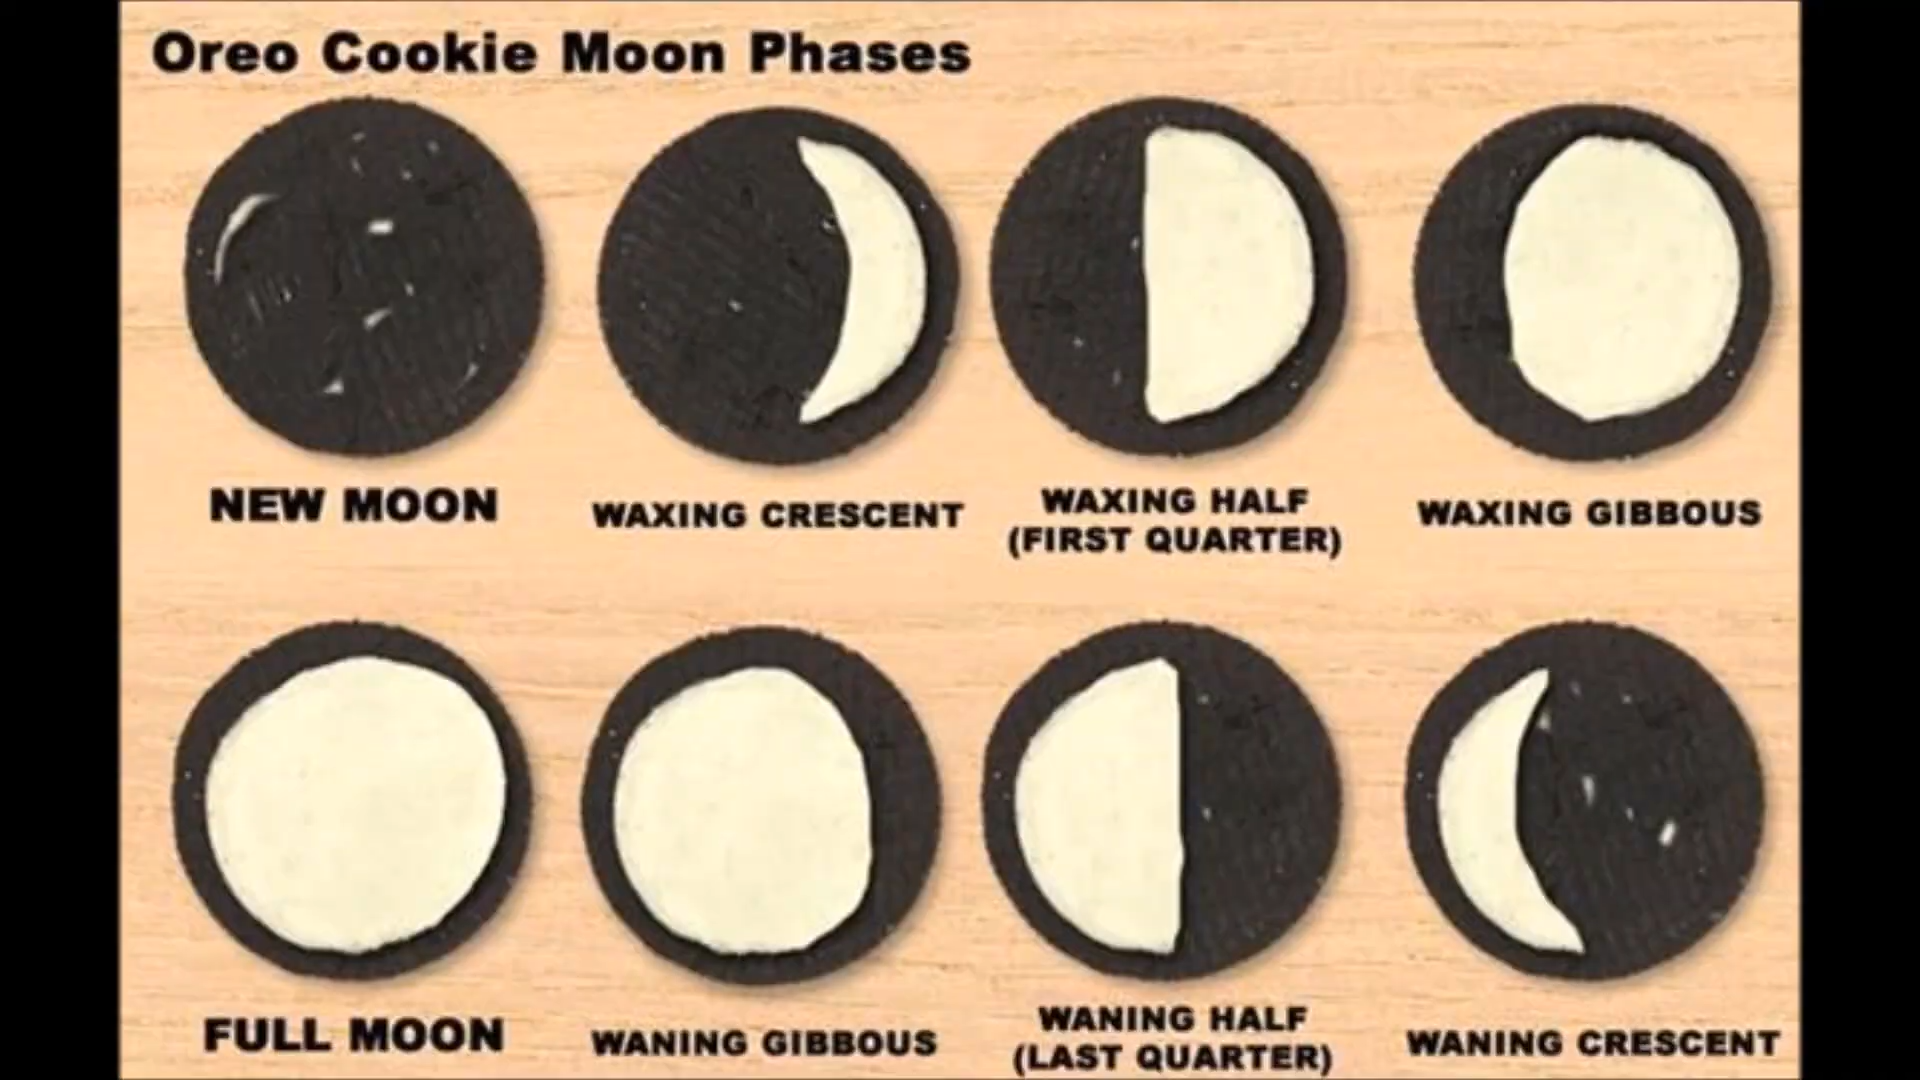 Oreo Cookie Moon Phases
NEW MOON
WAXING CRESCENT
WAXING HALF
(FIRST QUARTER)
WAXING GIBBOUS
FULL MOON
WANING GIBBOUS
WANING HALF
(LAST QUARTER)
WANING CRESCENT